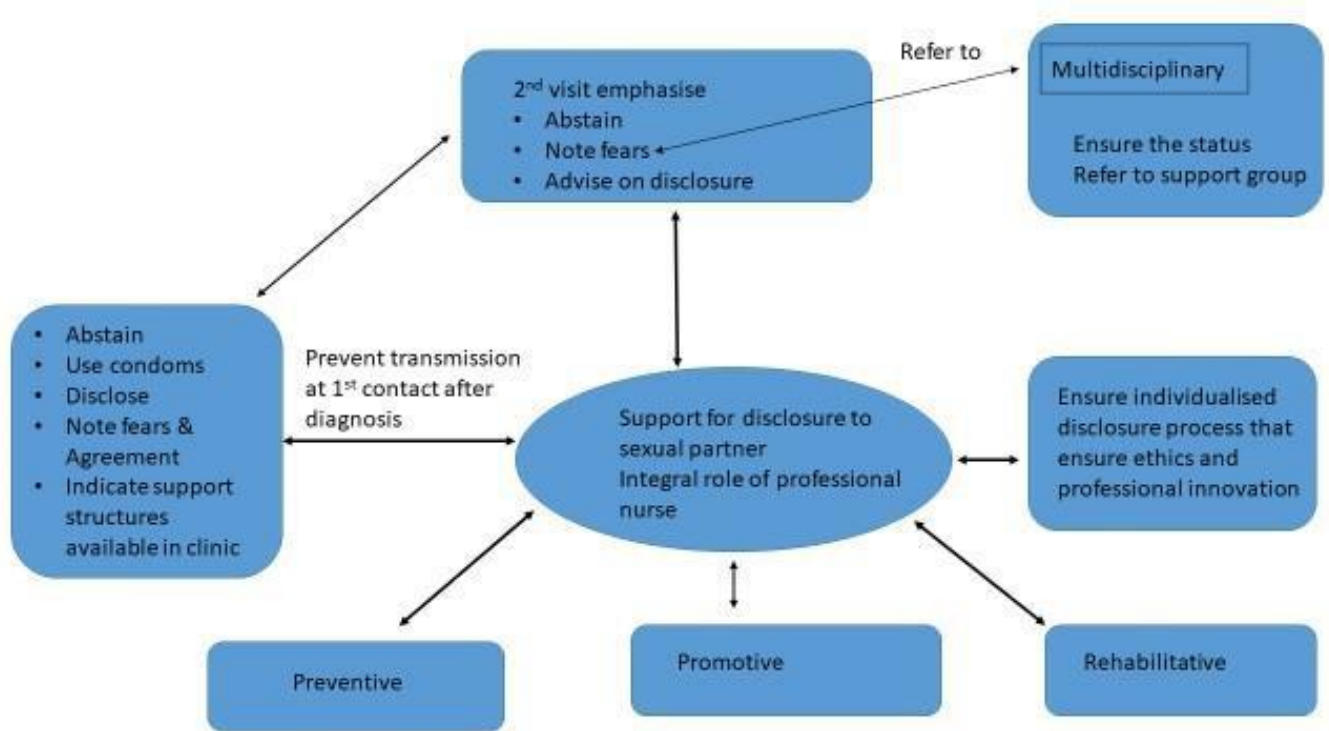 Refer to
Multidisciplinary
Ensure the status
Refer to support group
2nd visit emphasise
• Abstain
• Note fears
• Advise on disclosure
• Abstain
• Use condoms
• Disclose
• Note fears &
Agreement
• Indicate support
structures
available in clinic
Prevent transmission
at 1st contact after
diagnosis
Support for disclosure to
sexual partner
Integral role of professional
nurse
Ensure individualised
disclosure process that
ensure ethics and
professional innovation
Preventive
Promotive
Rehabilitative